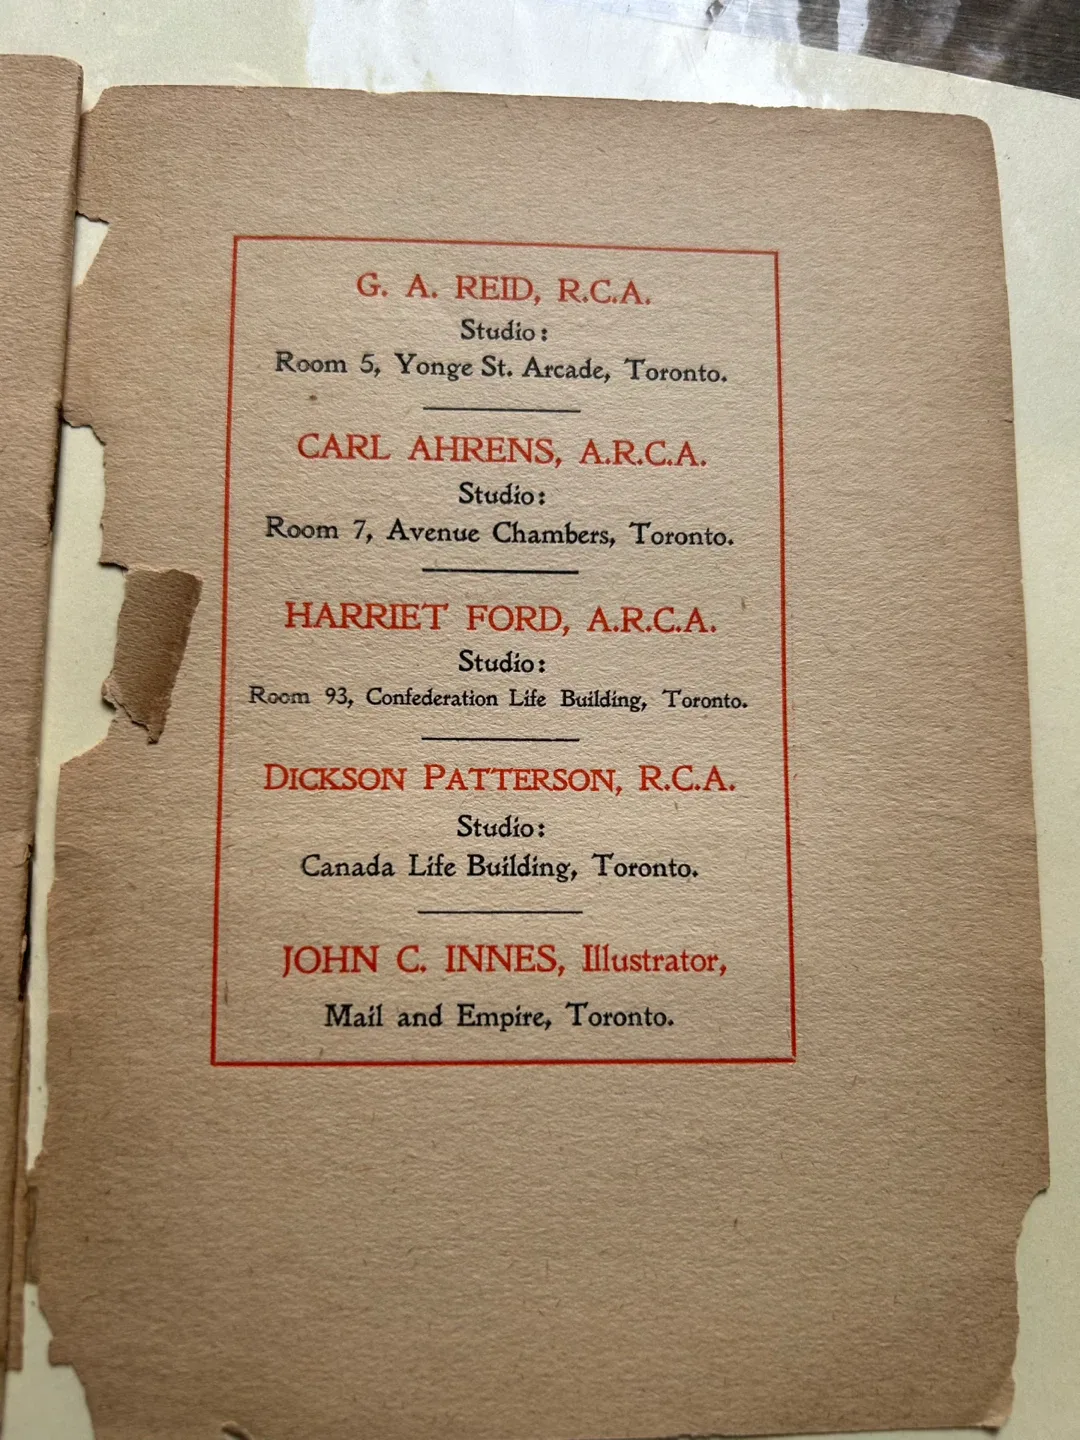 G. A. REID, R.C.A.
Studio:
Room 5, Yonge St. Arcade, Toronto.
CARL AHRENS, A.R.C.A.
Studio:
Room 7, Avenue Chambers, Toronto.
HARRIET FORD, A.R.C.A.
Studio:
Room 93, Confederation Life Building, Toronto.
DICKSON PATTERSON, R.C.A.
Studio:
Canada Life Building, Toronto.
JOHN C. INNES, Illustrator,
Mail and Empire, Toronto.